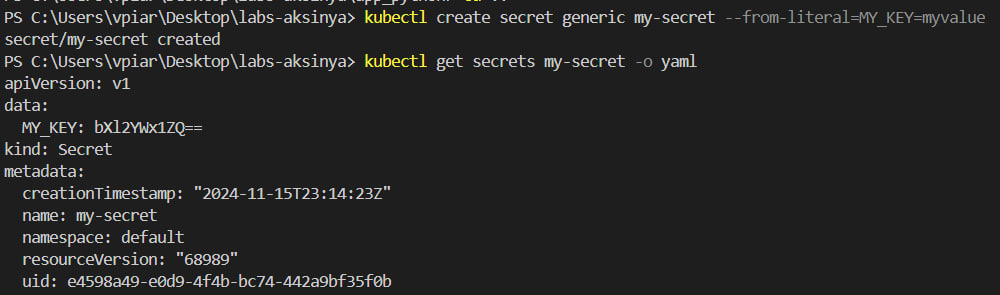 PS C:\Users\vpiar\Desktop\labs-aksinya> kubectl create secret generic my-secret --from-literal=MY_KEY=myvalue
secret/my-secret created
PS C:\Users\vpiar\Desktop\labs-aksinya> kubectl get secrets my-secret -o yaml
apiVersion: v1
data:
  MY_KEY: bXl2YWx1ZQ==
kind: Secret
metadata:
  creationTimestamp: "2024-11-15T23:14:23Z"
  name: my-secret
  namespace: default
  resourceVersion: "68989"
  uid: e4598a49-e0d9-4f4b-bc74-442a9bf35f0b